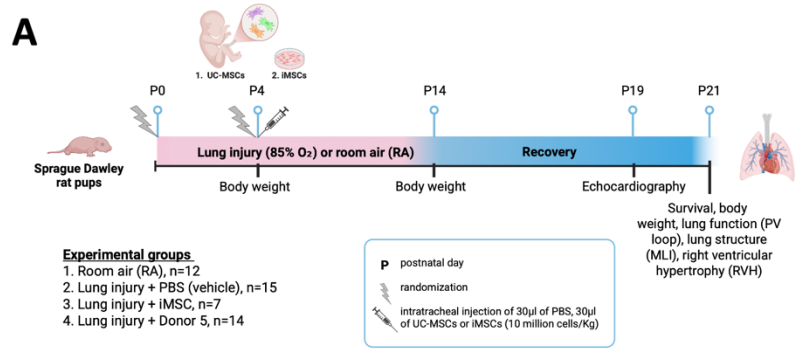 A
1. UC-MSCs
2. iMSCs
P0
P4
P14
P19
P21
Lung injury (85% O₂) or room air (RA)
Recovery
Sprague Dawley
rat pups
Body weight
Body weight
Echocardiography
Survival, body
weight, lung function (PV
loop), lung structure
(MLI), right ventricular
hypertrophy (RVH)
Experimental groups
1. Room air (RA), n=12
2. Lung injury + PBS (vehicle), n=15
3. Lung injury + iMSC, n=7
4. Lung injury + Donor 5, n=14
P postnatal day
randomization
intratracheal injection of 30µl of PBS, 30µl
of UC-MSCs or iMSCs (10 million cells/Kg)